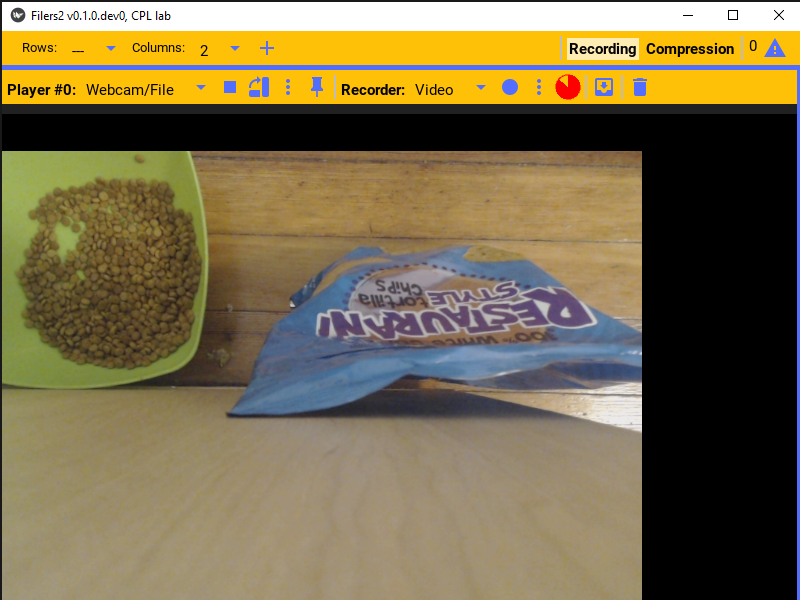 Filers2 v0.1.0.dev0, CPL lab
Rows: --- Columns: 2 Recording Compression 0
Player #0: Webcam/File Recorder: Video
100% White
RESTAURANT
STYLE
tortilla
ChiPS